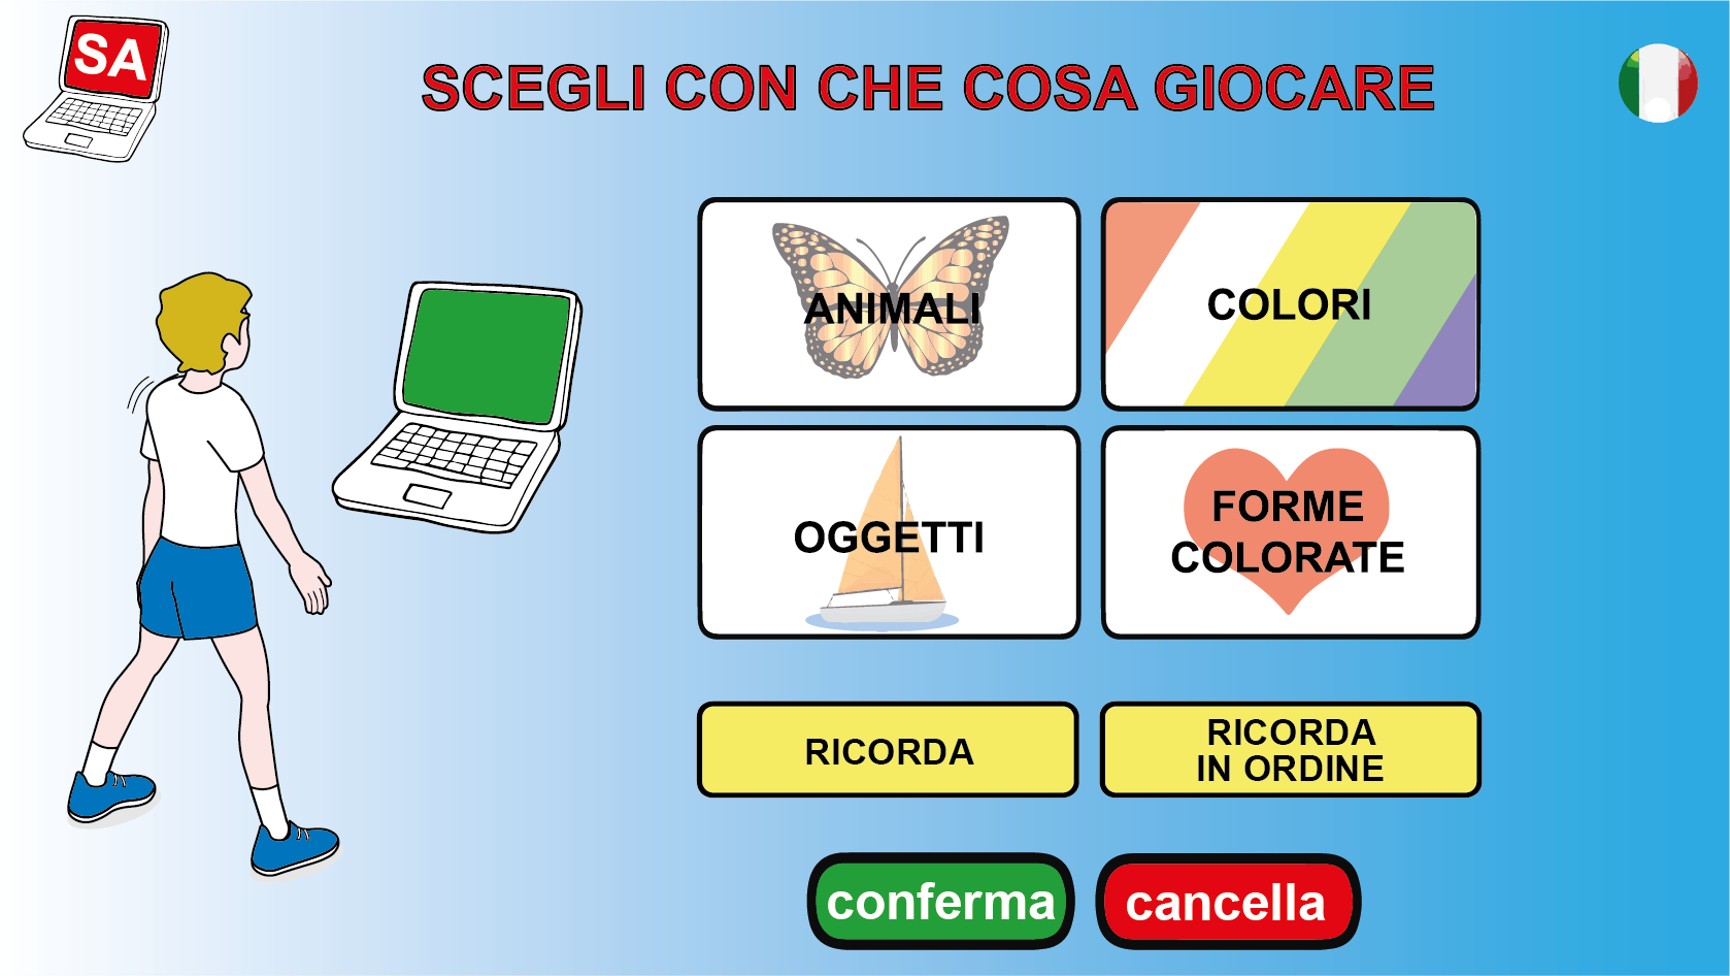 SA
SCEGLI CON CHE COSA GIOCARE
ANIMALI
COLORI
OGGETTI
FORME
COLORATE
RICORDA
RICORDA
IN ORDINE
conferma
cancella